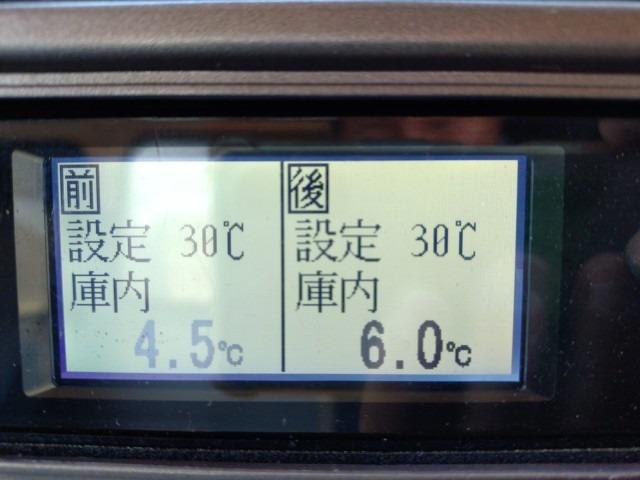 前
設定 30℃
庫内
4.5℃
後
設定 30℃
庫内
6.0℃